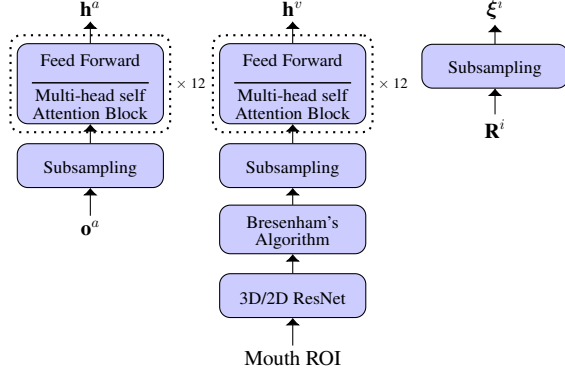 h^a
Feed Forward
Multi-head self
Attention Block
× 12
Subsampling
o^a
h^v
Feed Forward
Multi-head self
Attention Block
× 12
Subsampling
Bresenham's
Algorithm
3D/2D ResNet
Mouth ROI
ξ^i
Subsampling
R^i